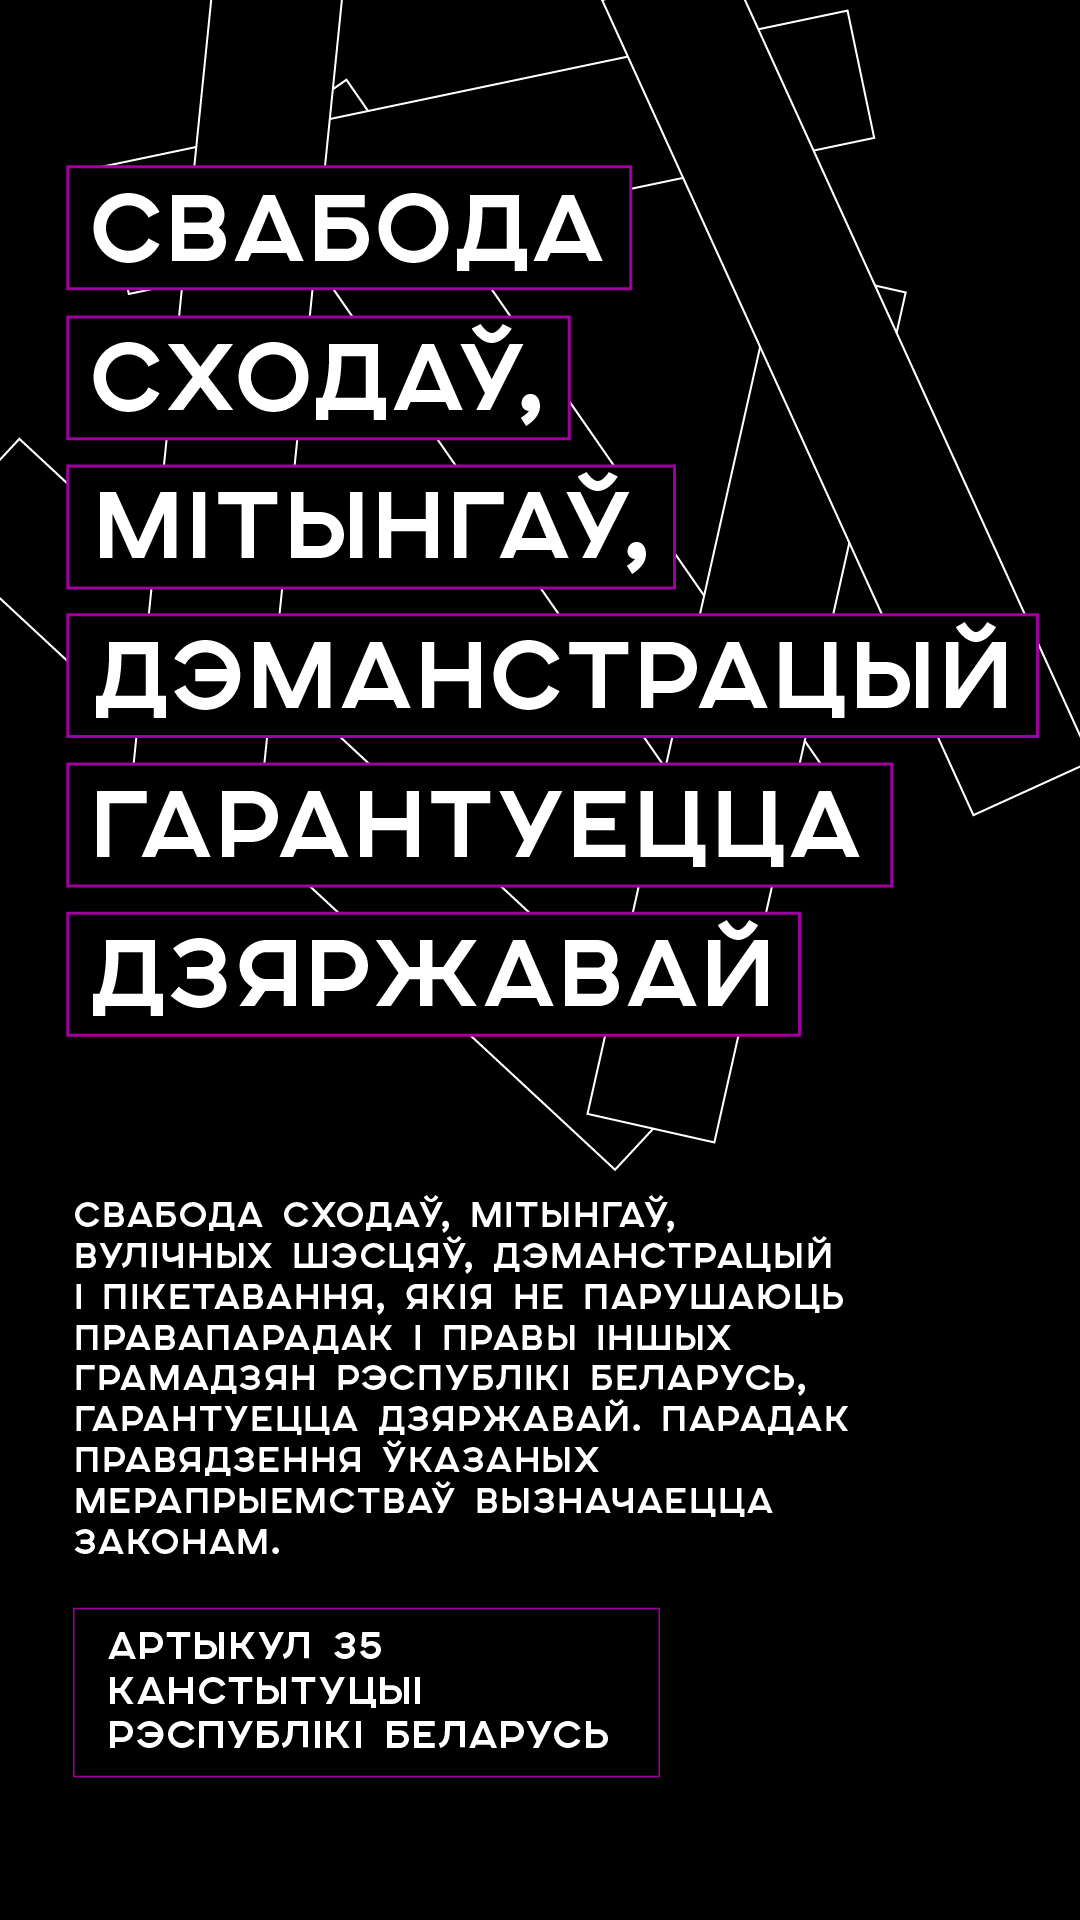 СВАБОДА
СХОДАЎ,
МІТЫНГАЎ,
ДЭМАНСТРАЦЫЙ
ГАРАНТУЕЦЦА
ДЗЯРЖАВАЙ
СВАБОДА СХОДАЎ, МІТЫНГАЎ,
ВУЛІЧНЫХ ШЭСЦЯЎ, ДЭМАНСТРАЦЫЙ
І ПІКЕТАВАННЯ, ЯКІЯ НЕ ПАРУШАЮЦЬ
ПРАВАПАРАДАК І ПРАВЫ ІНШЫХ
ГРАМАДЗЯН РЭСПУБЛІКІ БЕЛАРУСЬ,
ГАРАНТУЕЦЦА ДЗЯРЖАВАЙ. ПАРАДАК
ПРАВЯДЗЕННЯ ЎКАЗАНЫХ
МЕРАПРЫЕМСТВАЎ ВЫЗНАЧАЕЦЦА
ЗАКОНАМ.
АРТЫКУЛ 35
КАНСТЫТУЦЫІ
РЭСПУБЛІКІ БЕЛАРУСЬ